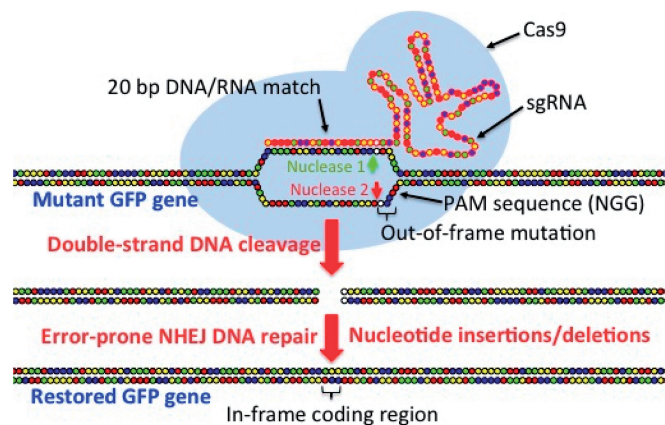 Cas9
20 bp DNA/RNA match
sgRNA
Nuclease 1
Nuclease 2
Mutant GFP gene
PAM sequence (NGG)
Out-of-frame mutation
Double-strand DNA cleavage
Error-prone NHEJ DNA repair
Nucleotide insertions/deletions
Restored GFP gene
In-frame coding region